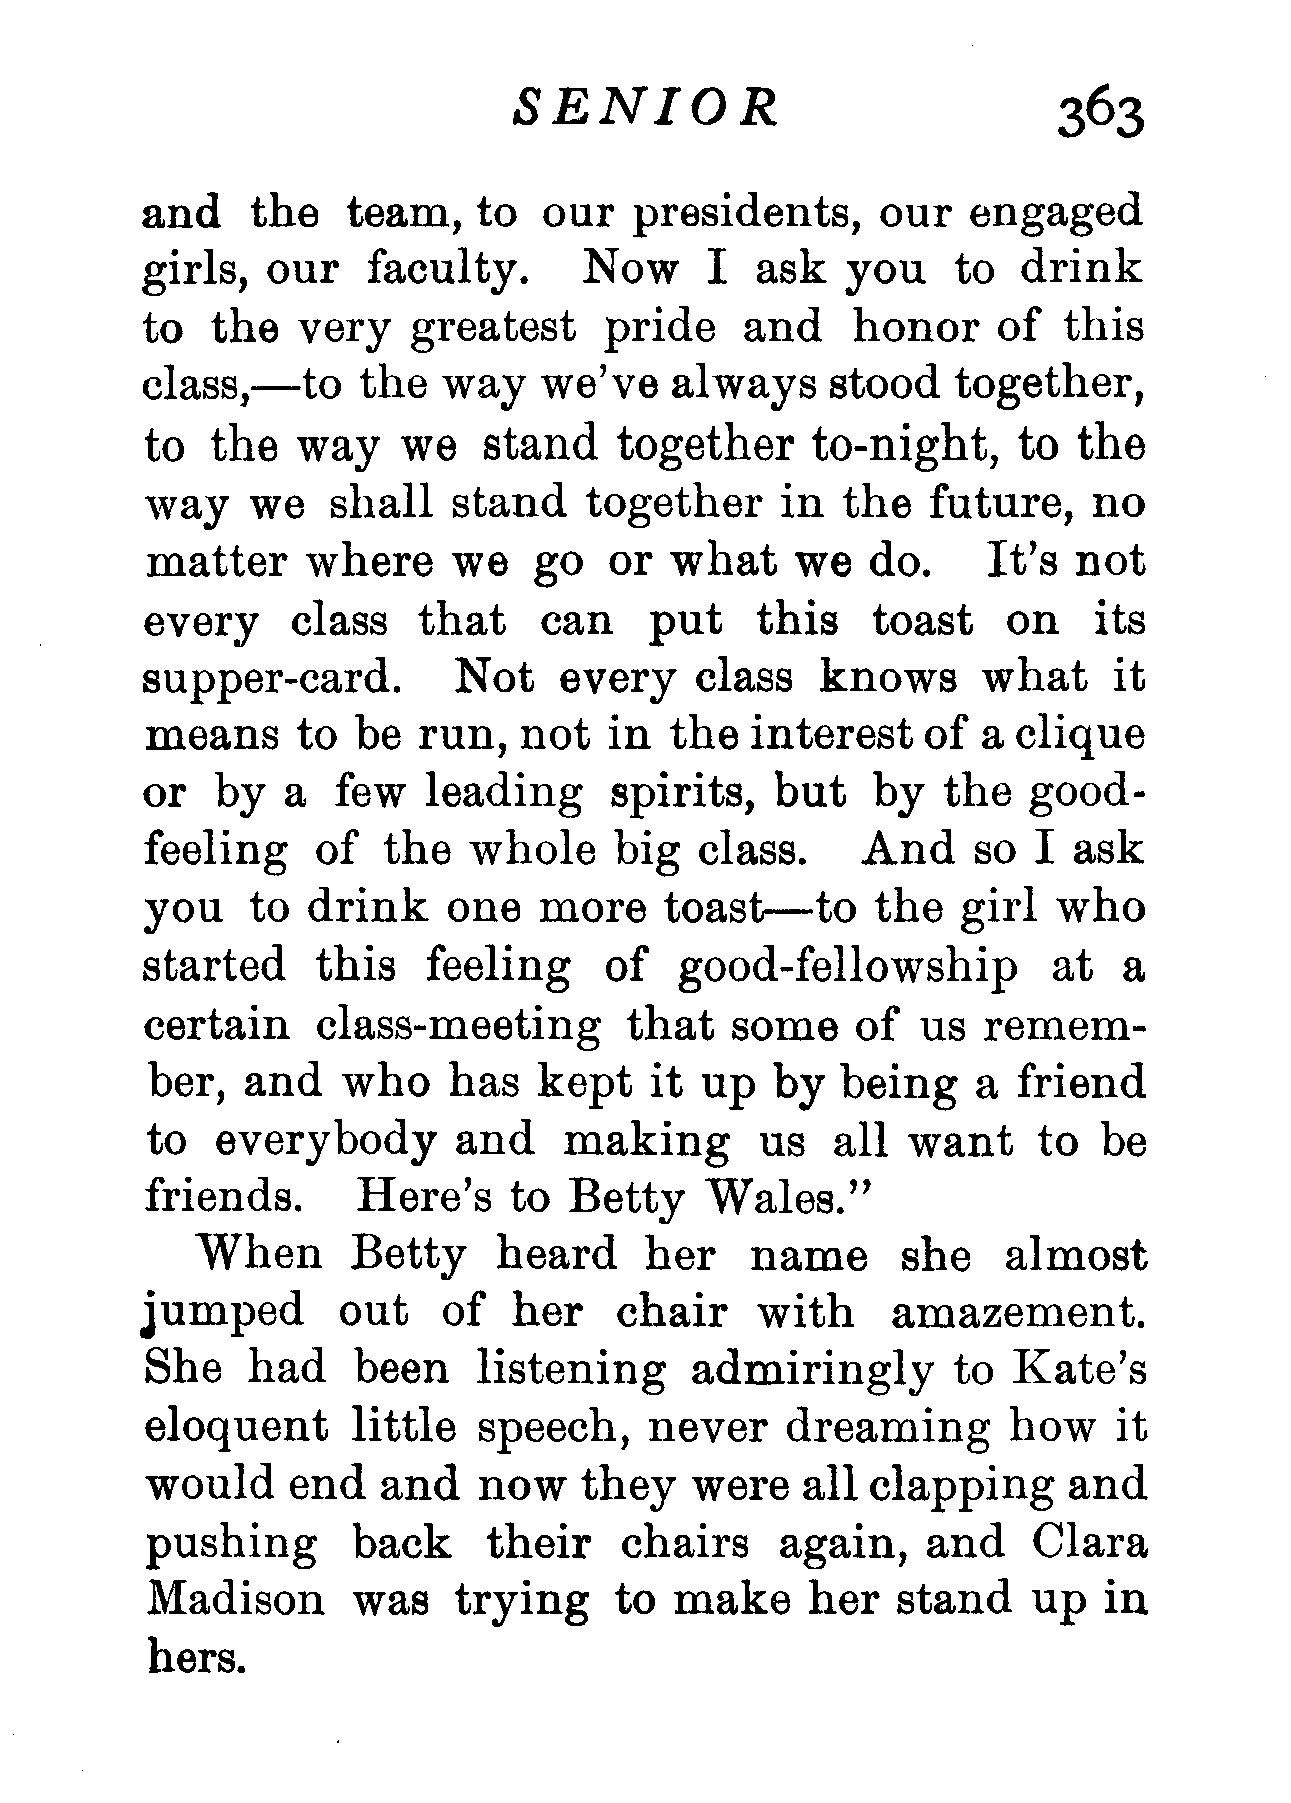 SENIOR 363
and the team, to our presidents, our engaged
girls, our faculty. Now I ask you to drink
to the very greatest pride and honor of this
class,—to the way we've always stood together,
to the way we stand together to-night, to the
way we shall stand together in the future, no
matter where we go or what we do. It's not
every class that can put this toast on its
supper-card. Not every class knows what it
means to be run, not in the interest of a clique
or by a few leading spirits, but by the good-
feeling of the whole big class. And so I ask
you to drink one more toast—to the girl who
started this feeling of good-fellowship at a
certain class-meeting that some of us remem-
ber, and who has kept it up by being a friend
to everybody and making us all want to be
friends. Here's to Betty Wales."
When Betty heard her name she almost
jumped out of her chair with amazement.
She had been listening admiringly to Kate's
eloquent little speech, never dreaming how it
would end and now they were all clapping and
pushing back their chairs again, and Clara
Madison was trying to make her stand up in
hers.